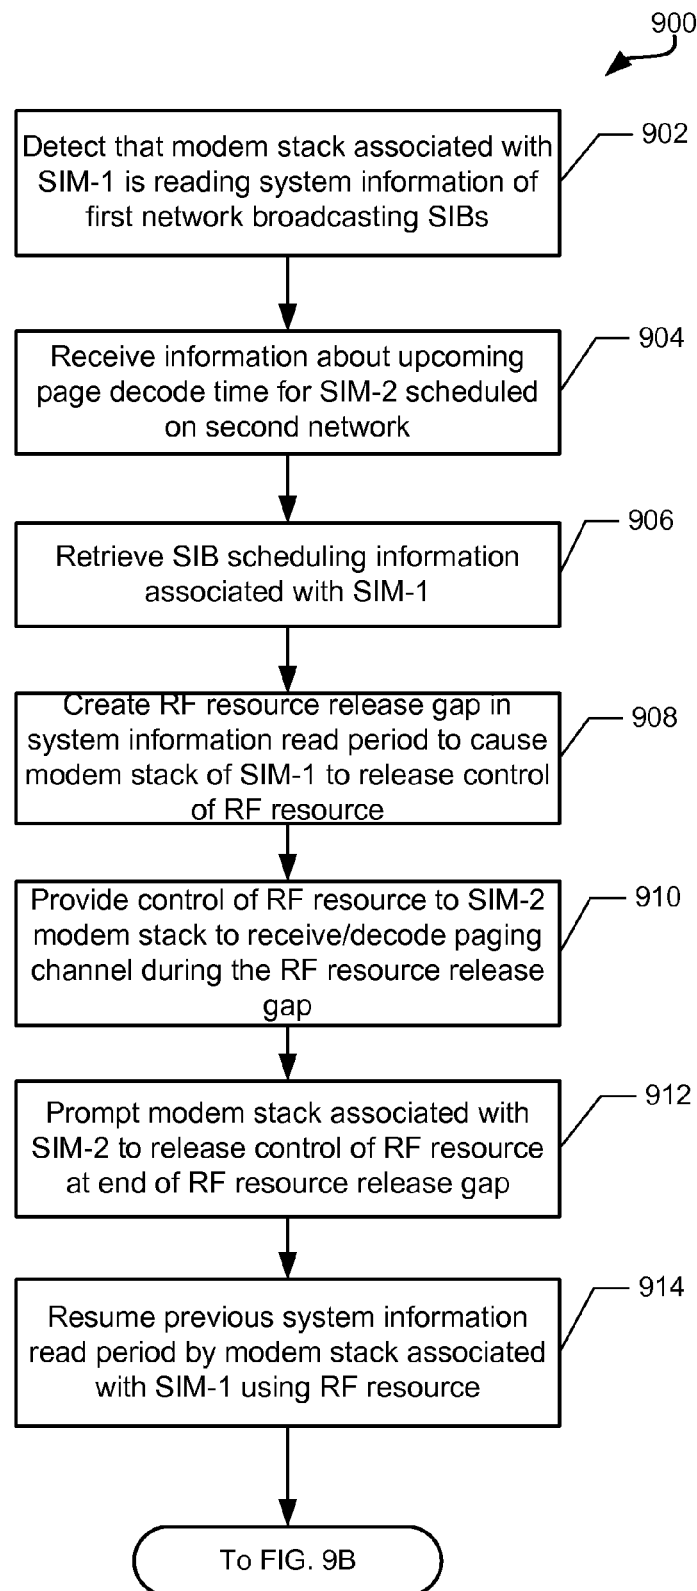 900
Detect that modem stack associated with
SIM-1 is reading system information of
first network broadcasting SIBs
902
Receive information about upcoming
page decode time for SIM-2 scheduled
on second network
904
Retrieve SIB scheduling information
associated with SIM-1
906
Create RF resource release gap in
system information read period to cause
modem stack of SIM-1 to release control
of RF resource
908
Provide control of RF resource to SIM-2
modem stack to receive/decode paging
channel during the RF resource release
gap
910
Prompt modem stack associated with
SIM-2 to release control of RF resource
at end of RF resource release gap
912
Resume previous system information
read period by modem stack associated
with SIM-1 using RF resource
914
To FIG. 9B